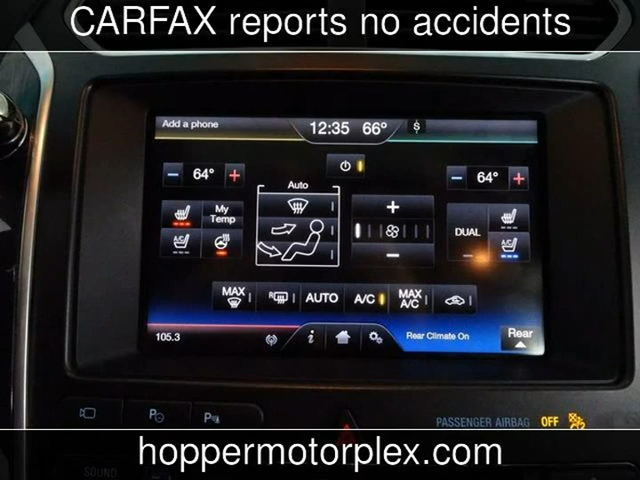 CARFAX reports no accidents
Add a phone
12:35 66° $
64°
Auto
64°
My Temp
A/C
DUAL
A/C
MAX
R
AUTO
A/C
MAX A/C
105.3
i
Rear Climate On
Rear
P
P
PASSENGER AIRBAG OFF
hoppermotorplex.com
SOUND